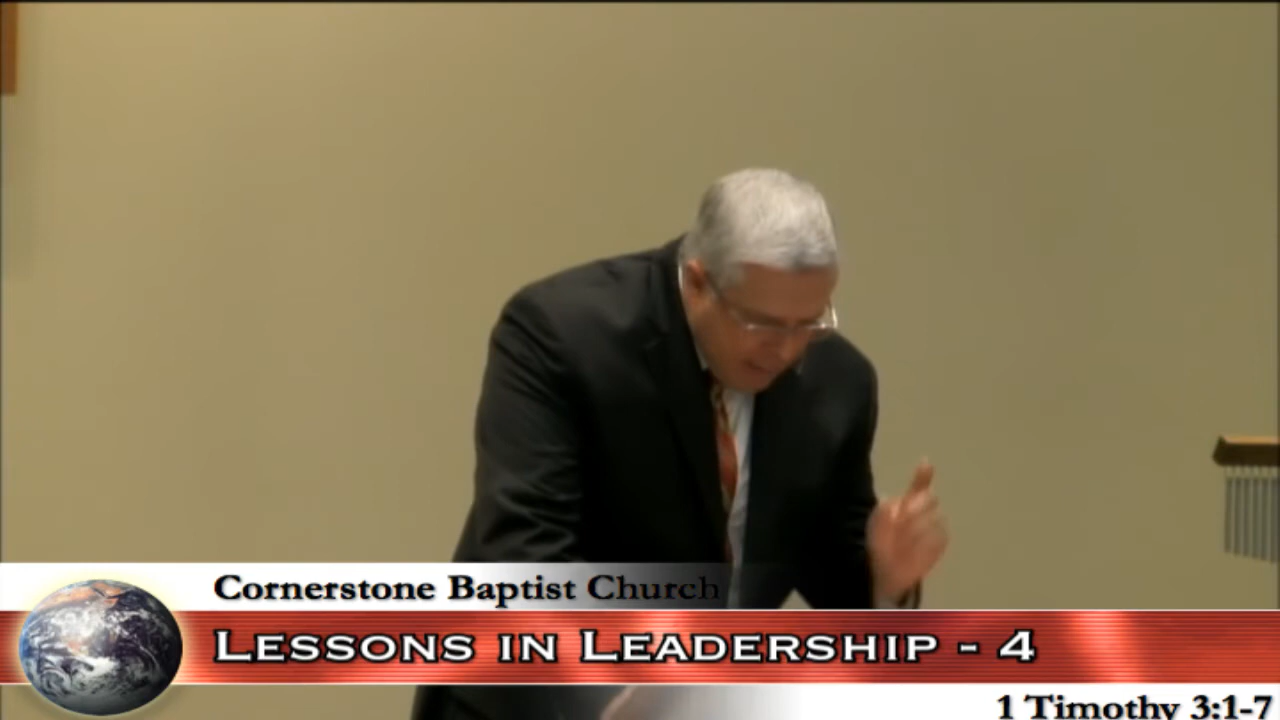 Cornerstone Baptist Church
Lessons in Leadership - 4
1 Timothy 3:1-7